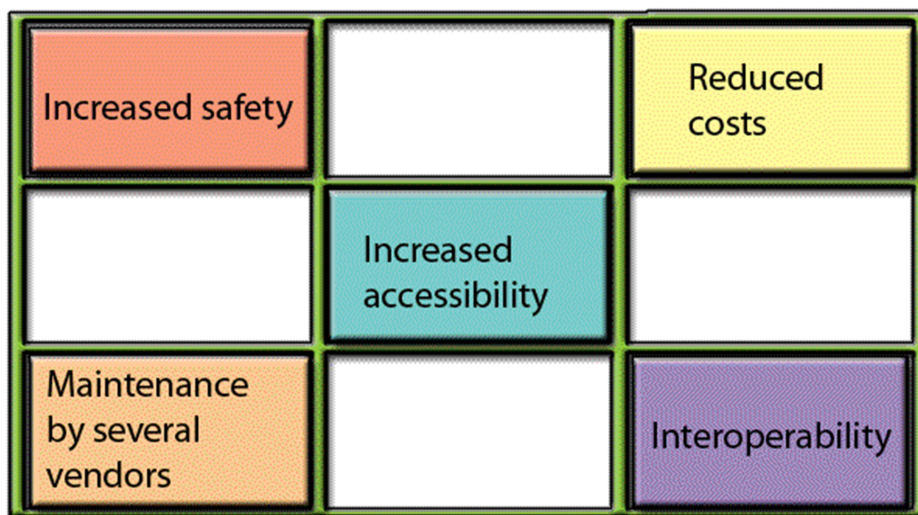 Increased safety
Reduced
costs
Increased
accessibility
Maintenance
by several
vendors
Interoperability